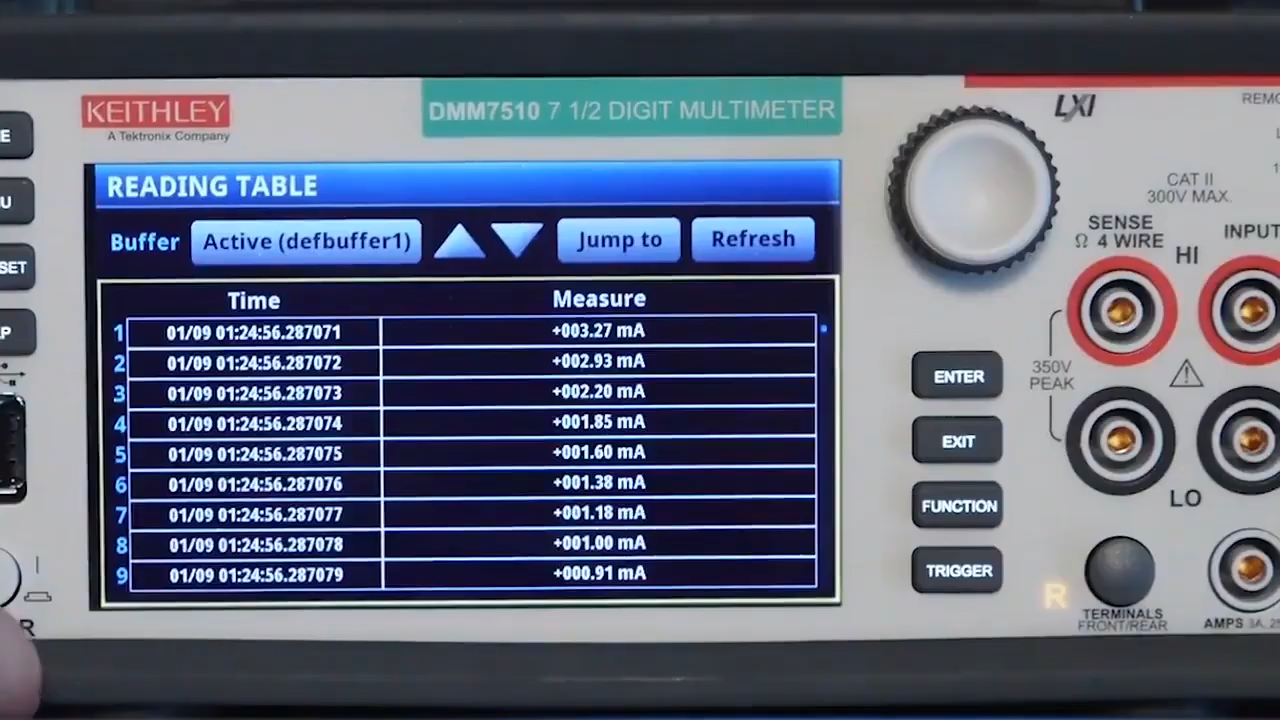 KEITHLEY
A Tektronix Company
DMM7510 7 1/2 DIGIT MULTIMETER
LXI
READING TABLE
Buffer Active (defbuffer1) Jump to Refresh
Time Measure
1 01/09 01:24:56.287071 +003.27 mA
2 01/09 01:24:56.287072 +002.93 mA
3 01/09 01:24:56.287073 +002.20 mA
4 01/09 01:24:56.287074 +001.85 mA
5 01/09 01:24:56.287075 +001.60 mA
6 01/09 01:24:56.287076 +001.38 mA
7 01/09 01:24:56.287077 +001.18 mA
8 01/09 01:24:56.287078 +001.00 mA
9 01/09 01:24:56.287079 +000.91 mA
ENTER
EXIT
FUNCTION
TRIGGER
CAT II
300V MAX.
SENSE
Ω 4 WIRE
INPUT
HI
350V
PEAK
LO
R
TERMINALS
FRONT/REAR
AMPS